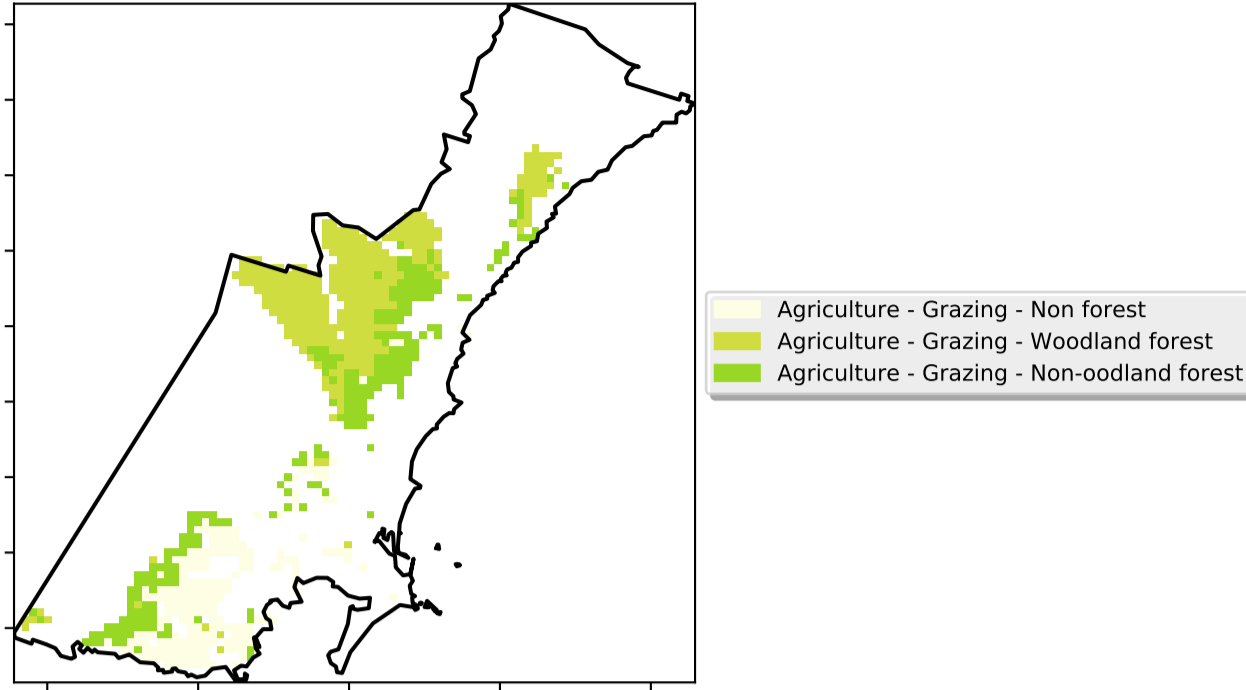 Agriculture - Grazing - Non forest
Agriculture - Grazing - Woodland forest
Agriculture - Grazing - Non-oodland forest